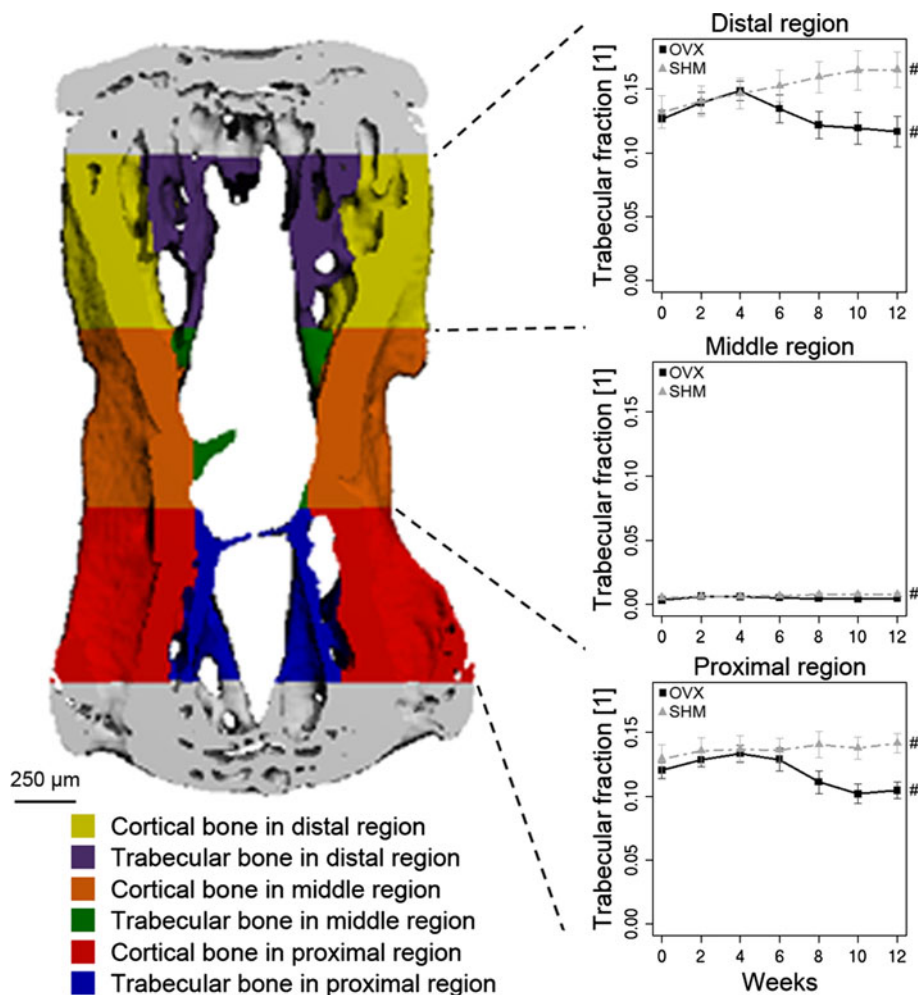 Distal region
OVX
SHM
#
#
Trabecular fraction [1]
0.15
0.10
0.05
0.00
0 2 4 6 8 10 12
Middle region
OVX
SHM
#
Trabecular fraction [1]
0.15
0.10
0.05
0.00
0 2 4 6 8 10 12
Proximal region
OVX
SHM
#
#
Trabecular fraction [1]
0.15
0.10
0.05
0.00
0 2 4 6 8 10 12
Weeks
250 µm
Cortical bone in distal region
Trabecular bone in distal region
Cortical bone in middle region
Trabecular bone in middle region
Cortical bone in proximal region
Trabecular bone in proximal region